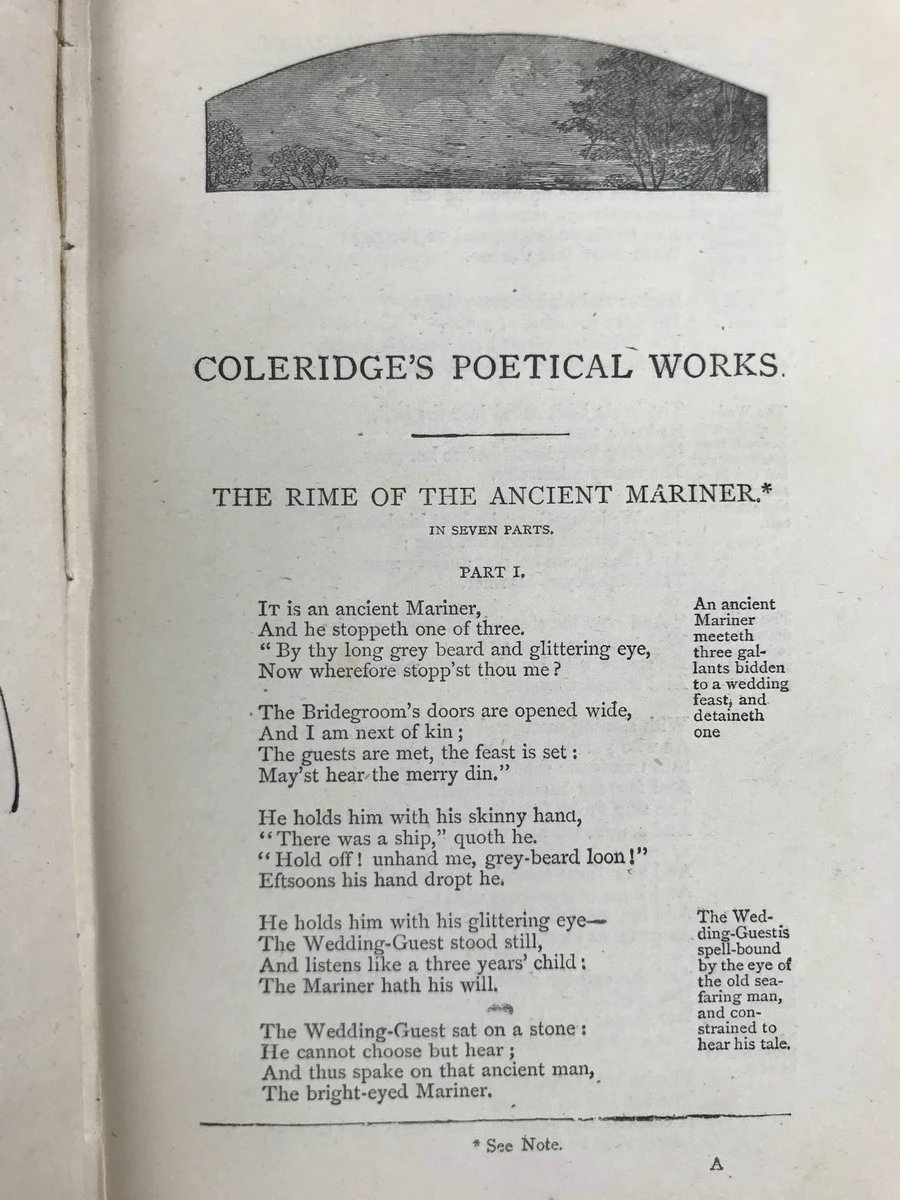 COLERIDGE'S POETICAL WORKS.
THE RIME OF THE ANCIENT MARINER.*
IN SEVEN PARTS.
PART I.
IT is an ancient Mariner,
And he stoppeth one of three.
“ By thy long grey beard and glittering eye,
Now wherefore stopp'st thou me ?
An ancient
Mariner
meeteth
three gal-
lants bidden
to a wedding
feast, and
detaineth
one
The Bridegroom's doors are opened wide,
And I am next of kin ;
The guests are met, the feast is set :
May'st hear the merry din.”
He holds him with his skinny hand,
“There was a ship,” quoth he.
“Hold off! unhand me, grey-beard loon!”
Eftsoons his hand dropt he.
He holds him with his glittering eye—
The Wedding-Guest stood still,
And listens like a three years' child :
The Mariner hath his will.
The Wed-
ding-Guest is
spell-bound
by the eye of
the old sea-
faring man,
and con-
strained to
hear his tale.
The Wedding-Guest sat on a stone :
He cannot choose but hear ;
And thus spake on that ancient man,
The bright-eyed Mariner.
* See Note.
A